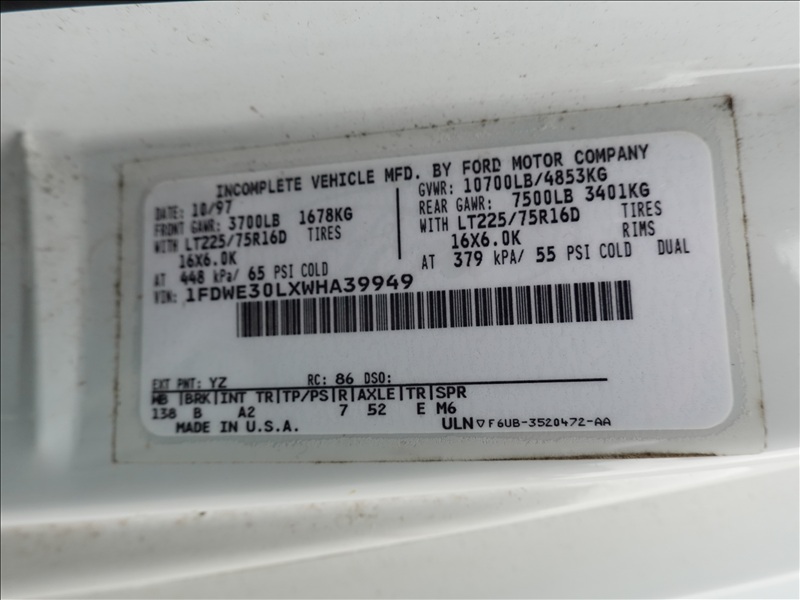 INCOMPLETE VEHICLE MFD. BY FORD MOTOR COMPANY
DATE: 10/97
FRONT GAWR: 3700LB 1678KG
WITH LT225/75R16D TIRES
16X6.0K
AT 448 kPa/ 65 PSI COLD
GVWR: 10700LB/4853KG
REAR GAWR: 7500LB 3401KG
WITH LT225/75R16D TIRES
16X6.0K RIMS
AT 379 kPa/ 55 PSI COLD DUAL
VIN: 1FDWE30LXWHA39949
EXT PNT: YZ RC: 86 DSO:
WB |BRK|INT TR|TP/PS|R|AXLE|TR|SPR
138 B A2 7 52 E M6
MADE IN U.S.A. ULN ▽F6UB-3520472-AA